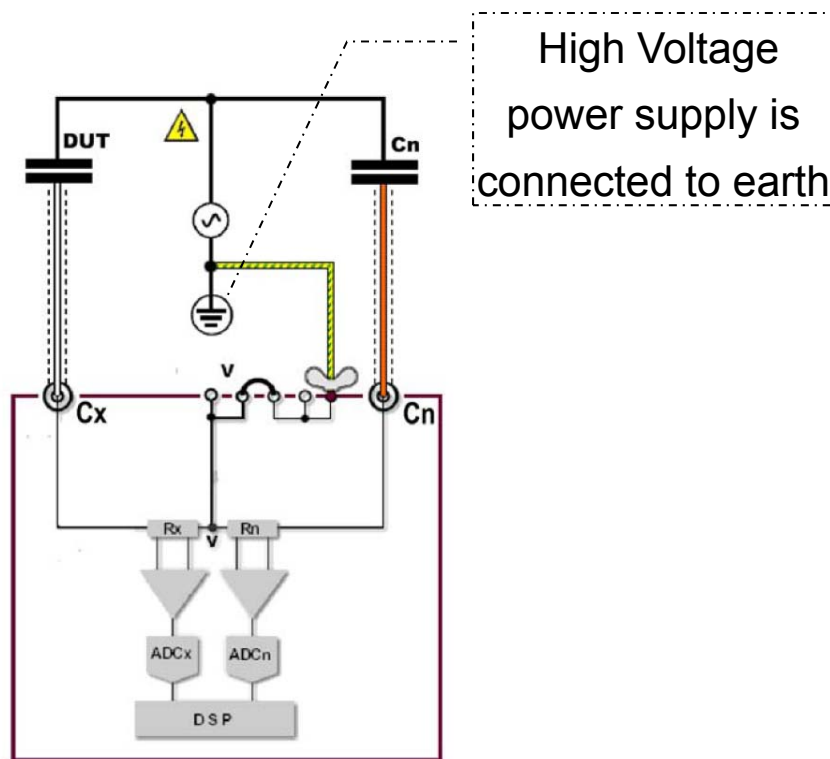 High Voltage
power supply is
connected to earth
DUT
Cn
V
Cx
Cn
Rx
Rn
V
ADCx
ADCn
DSP